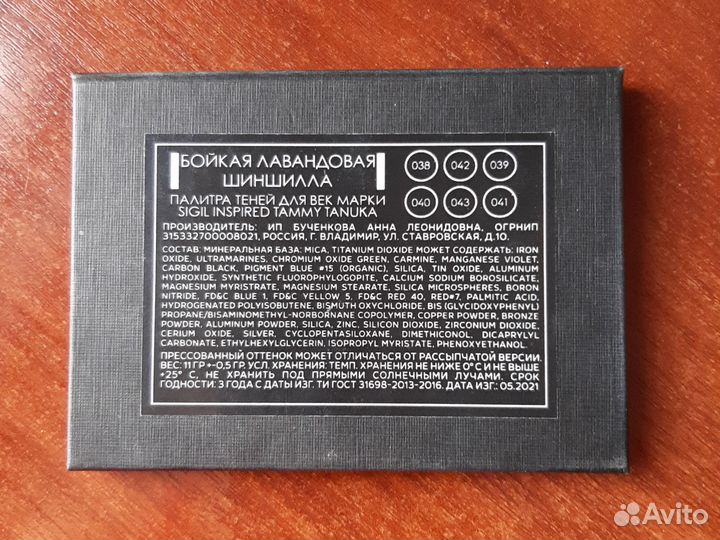 БОЙКАЯ ЛАВАНДОВАЯ
ШИНШИЛЛА
ПАЛИТРА ТЕНЕЙ ДЛЯ ВЕК МАРКИ
SIGIL INSPIRED TAMMY TANUKA
038 042 039
040 043 041
ПРОИЗВОДИТЕЛЬ: ИП БУЧЕНКОВА АННА ЛЕОНИДОВНА, ОГРНИП
315332700008021, РОССИЯ, Г. ВЛАДИМИР, УЛ. СТАВРОВСКАЯ, Д.10.
СОСТАВ: МИНЕРАЛЬНАЯ БАЗА: MICA, TITANIUM DIOXIDE МОЖЕТ СОДЕРЖАТЬ: IRON
OXIDE, ULTRAMARINES, CHROMIUM OXIDE GREEN, CARMINE, MANGANESE VIOLET,
CARBON BLACK, PIGMENT BLUE #15 (ORGANIC), SILICA, TIN OXIDE, ALUMINUM
HYDROXIDE, SYNTHETIC FLUORPHYLOGOPITE, CALCIUM SODIUM BOROSILICATE,
MAGNESIUM MYRISTATE, MAGNESIUM STEARATE, SILICA MICROSPHERES, BORON
NITRIDE, FD&C BLUE 1, FD&C YELLOW 5, FD&C RED 40, RED#7, PALMITIC ACID,
HYDROGENATED POLYISOBUTENE, BISMUTH OXYCHLORIDE, BIS (GLYCIDOXYPHENYL)
PROPANE/BISAMINOMETHYL-NORBORNANE COPOLYMER, COPPER POWDER, BRONZE
POWDER, ALUMINUM POWDER, SILICA, ZINC, SILICON DIOXIDE, ZIRCONIUM DIOXIDE,
CERIUM OXIDE, SILVER, CYCLOPENTASILOXANE, DIMETHICONOL, DICAPRYLYL
CARBONATE, ETHYLHEXYLGLYCERIN, ISOPROPYL MYRISTATE, PHENOXYETHANOL.
ПРЕССОВАННЫЙ ОТТЕНОК МОЖЕТ ОТЛИЧАТЬСЯ ОТ РАССЫПЧАТОЙ ВЕРСИИ.
ВЕС: 11 ГР +-0,5 ГР. УСЛ. ХРАНЕНИЯ: ТЕМП. ХРАНЕНИЯ НЕ НИЖЕ 0° С И НЕ ВЫШЕ
+25° С, НЕ ХРАНИТЬ ПОД ПРЯМЫМИ СОЛНЕЧНЫМИ ЛУЧАМИ. СРОК
ГОДНОСТИ: 3 ГОДА С ДАТЫ ИЗГ. ТИ ГОСТ 31698-2013-2016. ДАТА ИЗГ.: 05.2021
Avito